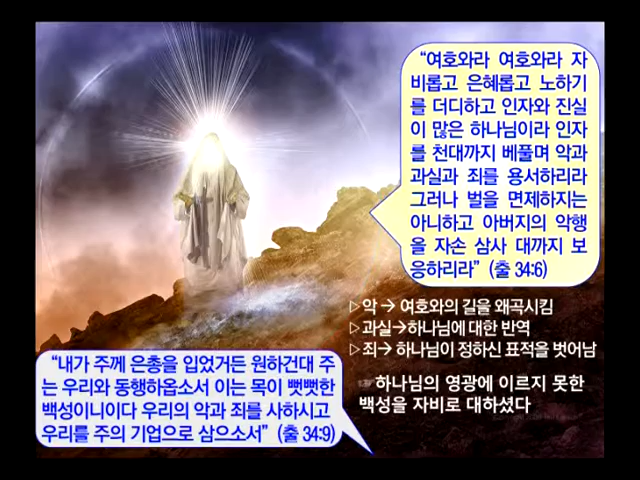 “여호와라 여호와라 자
비롭고 은혜롭고 노하기
를 더디하고 인자와 진실
이 많은 하나님이라 인자
를 천대까지 베풀며 악과
과실과 죄를 용서하리라
그러나 벌을 면제하지는
아니하고 아버지의 악행
을 자손 삼사 대까지 보
응하리라” (출 34:6)
▷악 → 여호와의 길을 왜곡시킴
▷과실→하나님에 대한 반역
▷죄→ 하나님이 정하신 표적을 벗어남
☞하나님의 영광에 이르지 못한
백성을 자비로 대하셨다
“내가 주께 은총을 입었거든 원하건대 주
는 우리와 동행하옵소서 이는 목이 뻣뻣한
백성이니이다 우리의 악과 죄를 사하시고
우리를 주의 기업으로 삼으소서” (출 34:9)